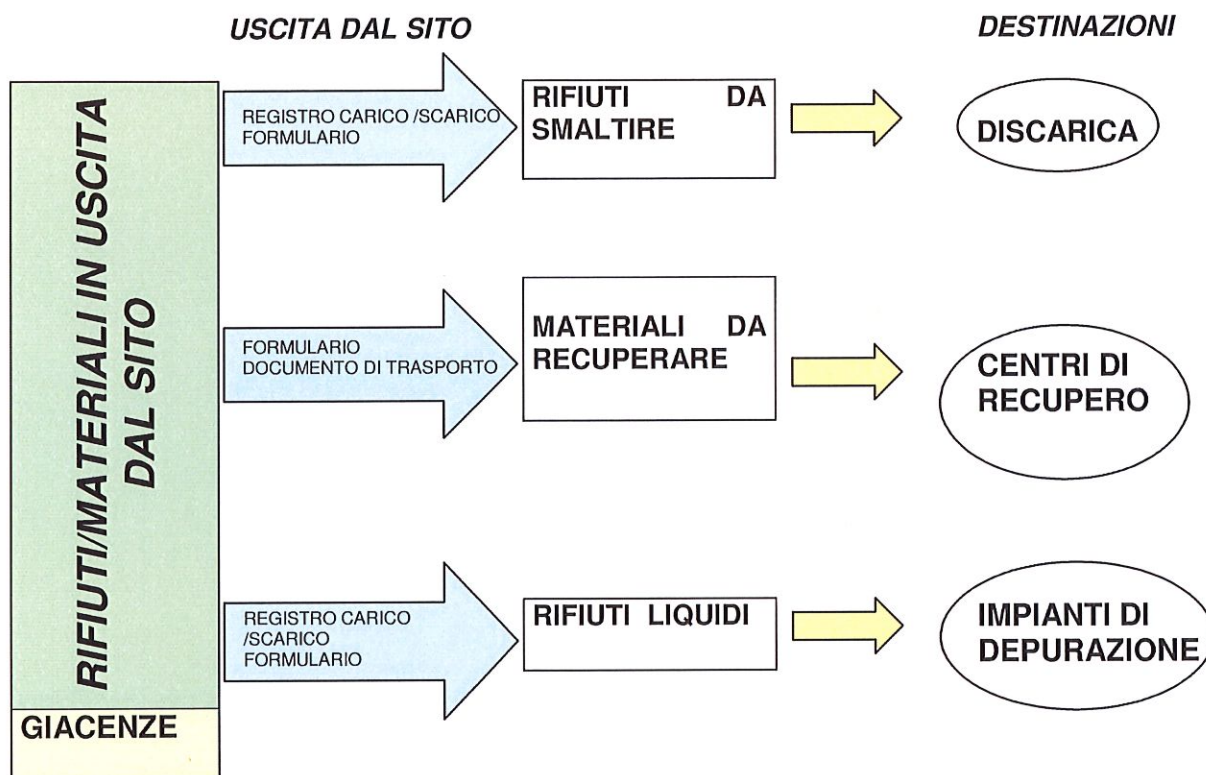 USCITA DAL SITO
DESTINAZIONI
RIFIUTI/MATERIALI IN USCITA
DAL SITO
REGISTRO CARICO /SCARICO
FORMULARIO
RIFIUTI DA
SMALTIRE
DISCARICA
FORMULARIO
DOCUMENTO DI TRASPORTO
MATERIALI DA
RECUPERARE
CENTRI DI
RECUPERO
REGISTRO CARICO
/SCARICO
FORMULARIO
RIFIUTI LIQUIDI
IMPIANTI DI
DEPURAZIONE
GIACENZE